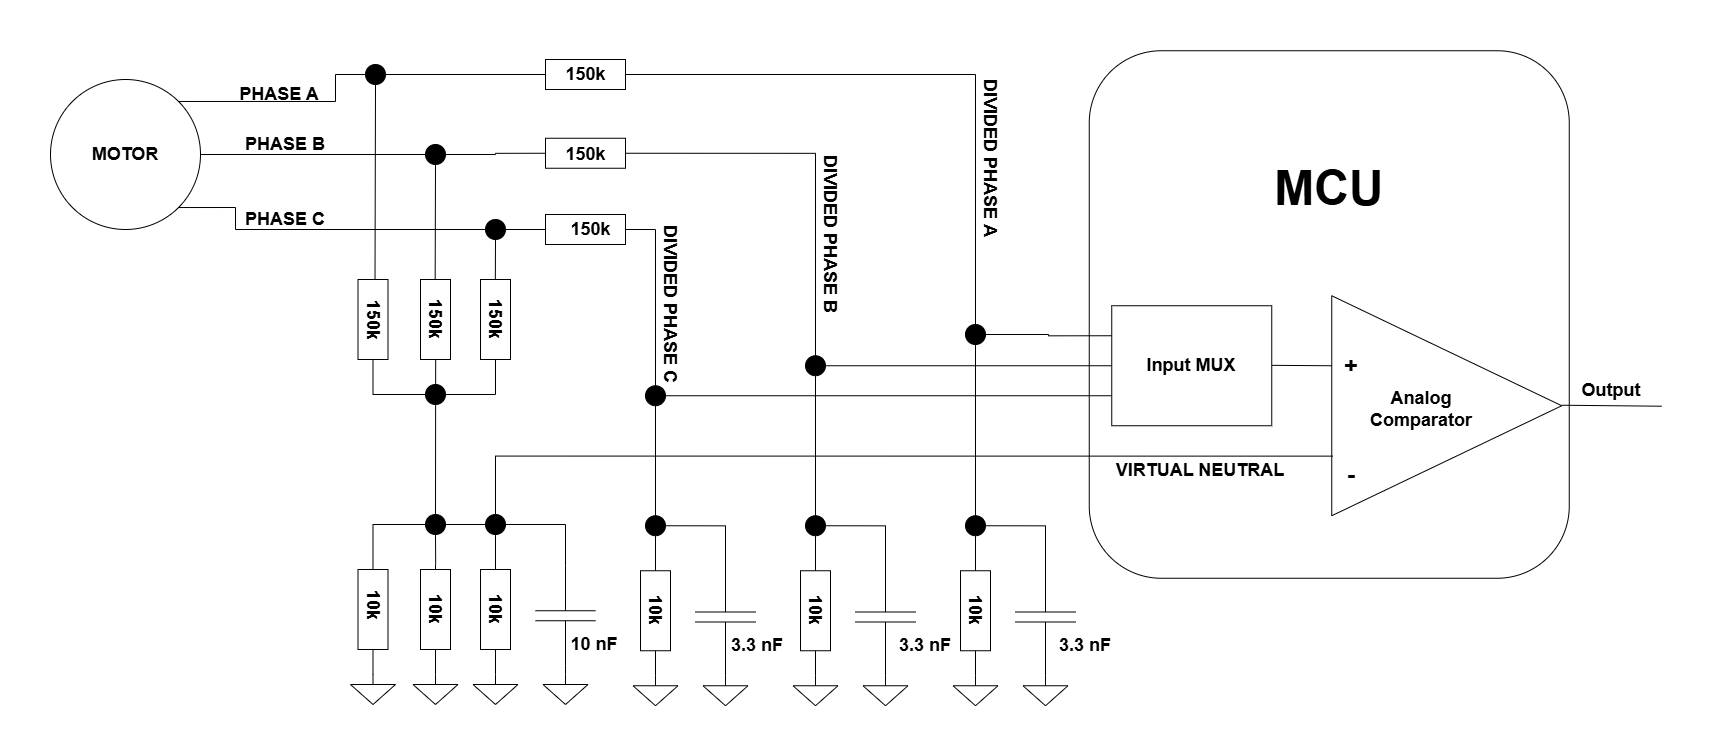 PHASE A
150k
DIVIDED PHASE A
MOTOR
PHASE B
150k
DIVIDED PHASE B
MCU
PHASE C
150k
DIVIDED PHASE C
150k
150k
150k
Input MUX
+
Analog
Comparator
Output
VIRTUAL NEUTRAL
-
10k
10k
10k
10 nF
10k
3.3 nF
10k
3.3 nF
10k
3.3 nF